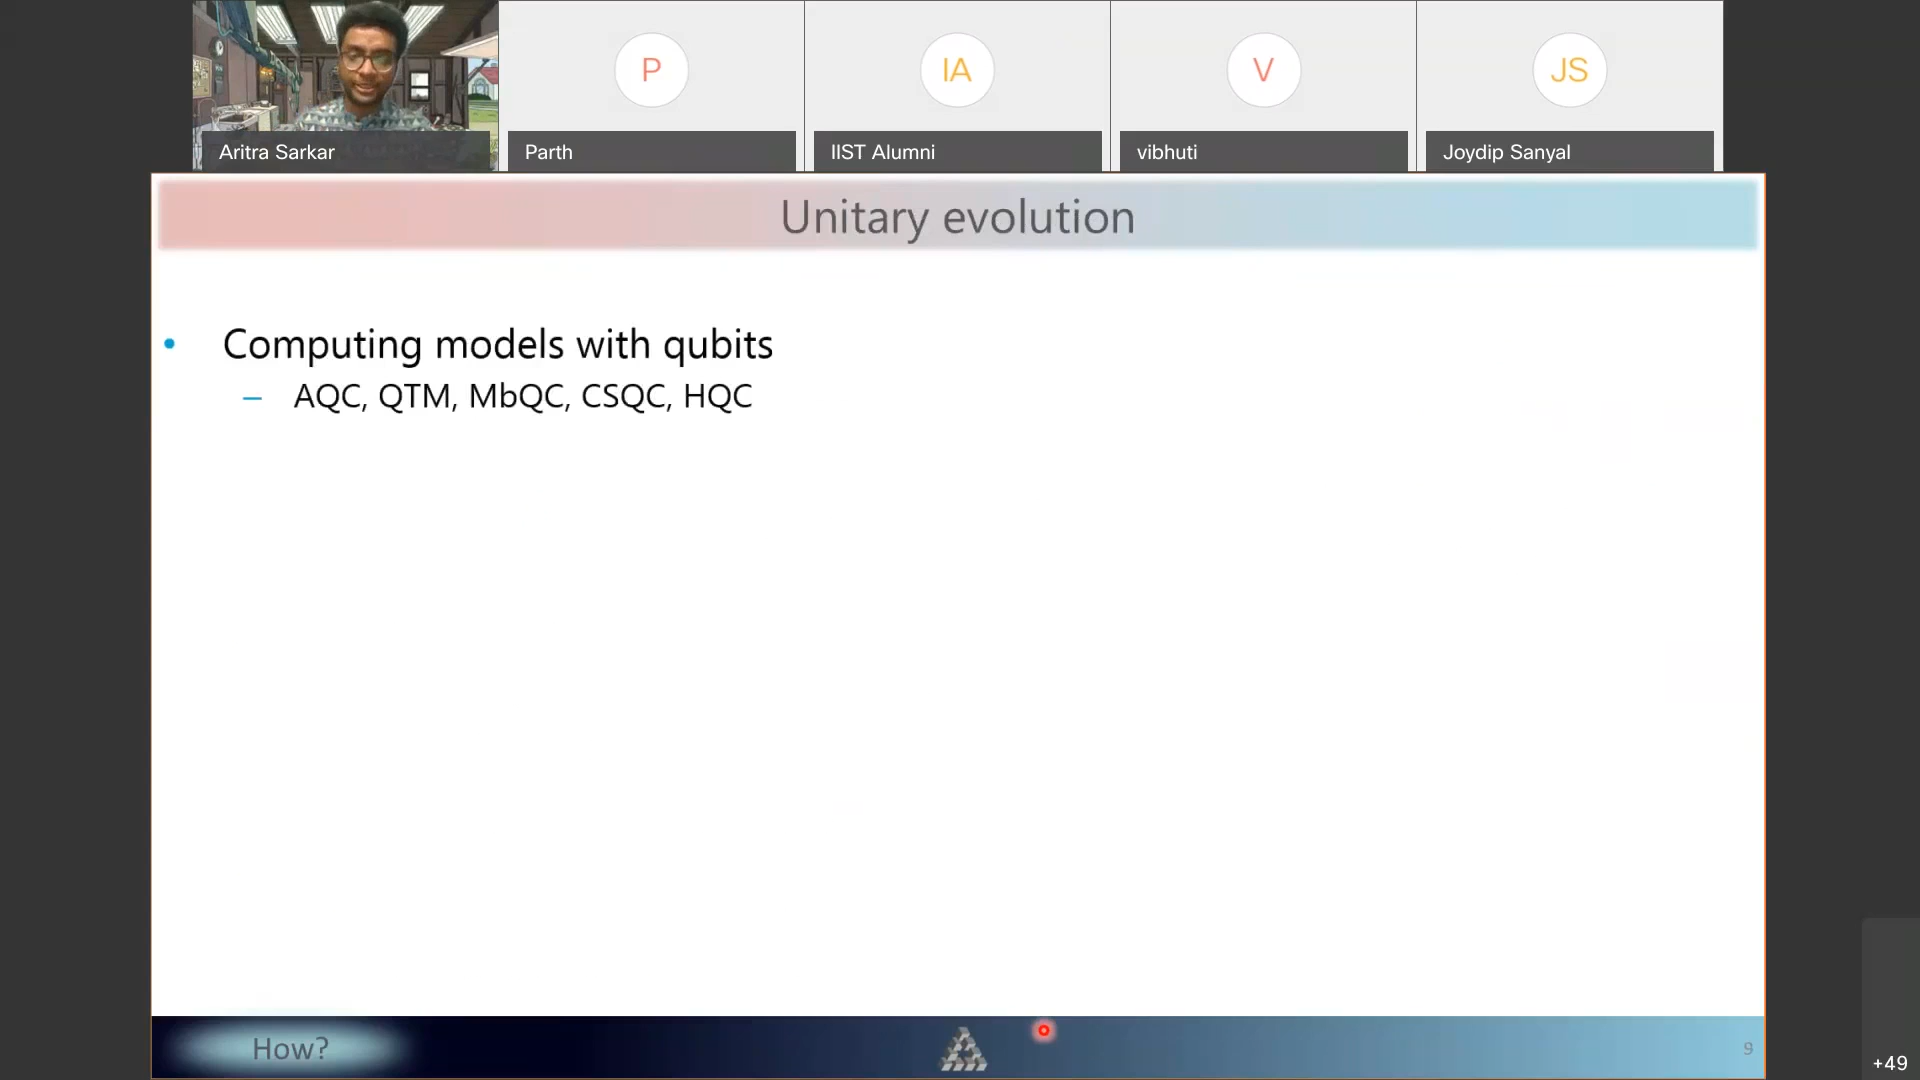 P
IA
V
JS
Aritra Sarkar
Parth
IIST Alumni
vibhuti
Joydip Sanyal
Unitary evolution
• Computing models with qubits
– AQC, QTM, MbQC, CSQC, HQC
How?
9
+49